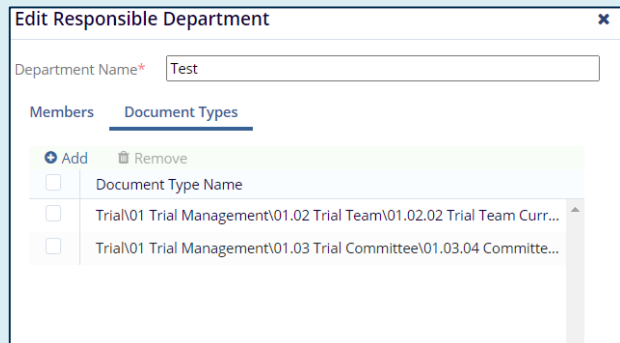 Edit Responsible Department
Department Name* Test
Members Document Types
Add Remove
Document Type Name
Trial\01 Trial Management\01.02 Trial Team\01.02.02 Trial Team Curr...
Trial\01 Trial Management\01.03 Trial Committee\01.03.04 Committe...